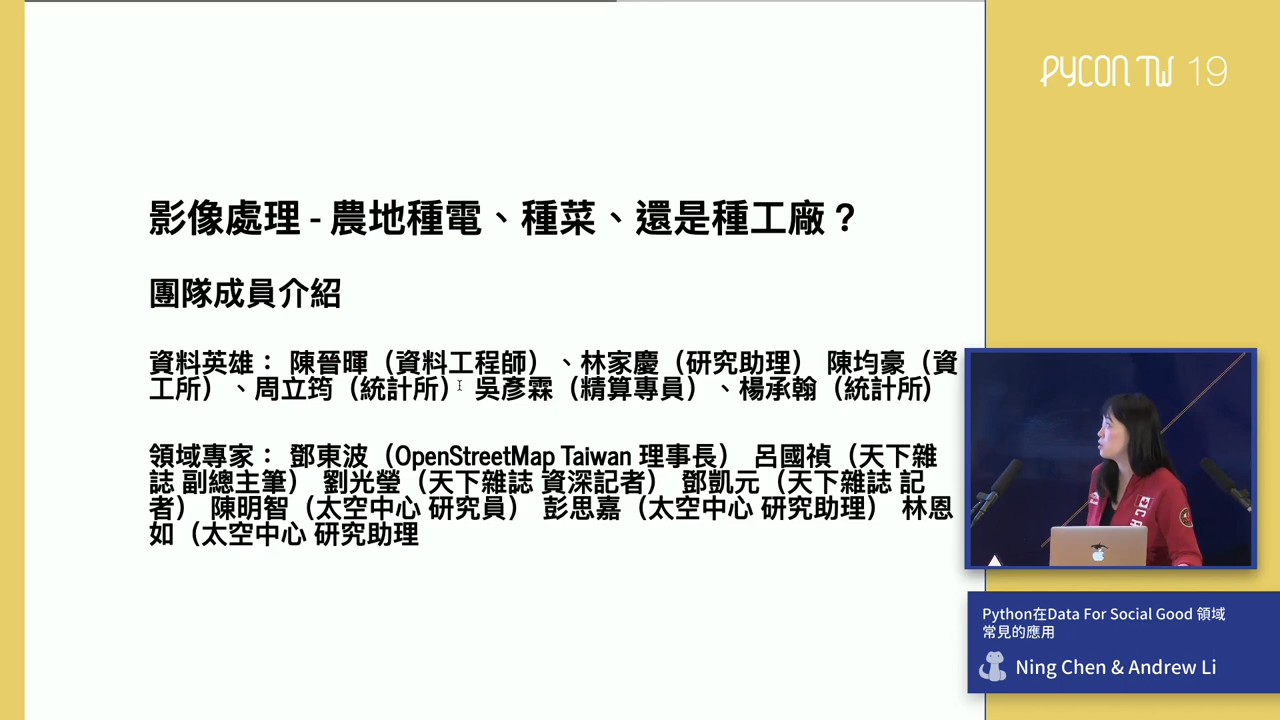 PYCON TW 19
影像處理 - 農地種電、種菜、還是種工廠？
團隊成員介紹
資料英雄： 陳晉暉（資料工程師）、林家慶（研究助理） 陳均豪（資
工所）、周立筠（統計所） 吳彥霖（精算專員）、楊承翰（統計所)
領域專家： 鄧東波（OpenStreetMap Taiwan 理事長） 呂國禎（天下雜
誌 副總主筆） 劉光瑩（天下雜誌 資深記者） 鄧凱元（天下雜誌 記
者） 陳明智（太空中心 研究員） 彭思嘉（太空中心 研究助理） 林恩
如（太空中心 研究助理
Python在Data For Social Good 領域
常見的應用
Ning Chen & Andrew Li